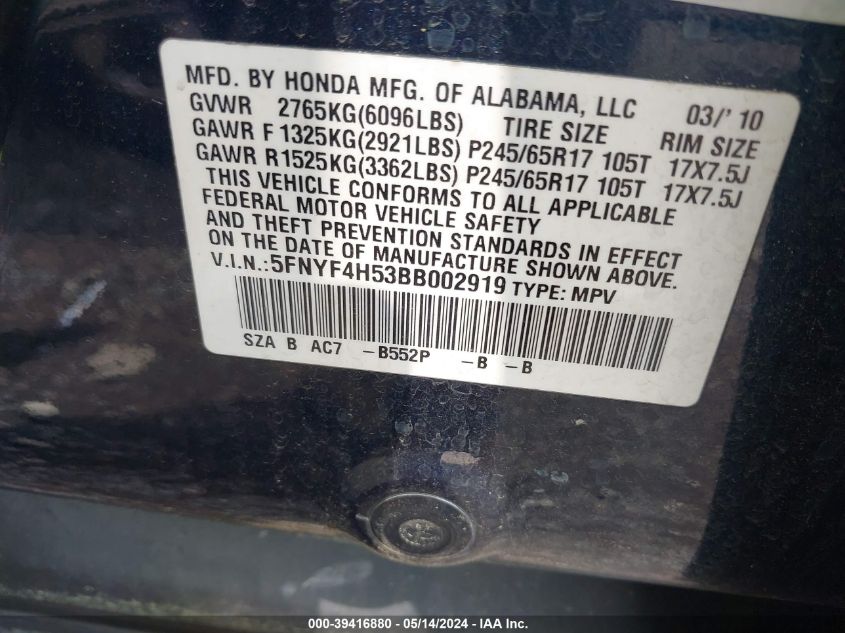 MFD. BY HONDA MFG. OF ALABAMA, LLC 03/' 10
GVWR 2765KG(6096LBS) TIRE SIZE RIM SIZE
GAWR F 1325KG(2921LBS) P245/65R17 105T 17X7.5J
GAWR R1525KG(3362LBS) P245/65R17 105T 17X7.5J
THIS VEHICLE CONFORMS TO ALL APPLICABLE
FEDERAL MOTOR VEHICLE SAFETY
AND THEFT PREVENTION STANDARDS IN EFFECT
ON THE DATE OF MANUFACTURE SHOWN ABOVE.
V.I.N.:5FNYF4H53BB002919 TYPE: MPV
SZA B AC7 -B552P -B -B
000-39416880 - 05/14/2024 - IAA Inc.